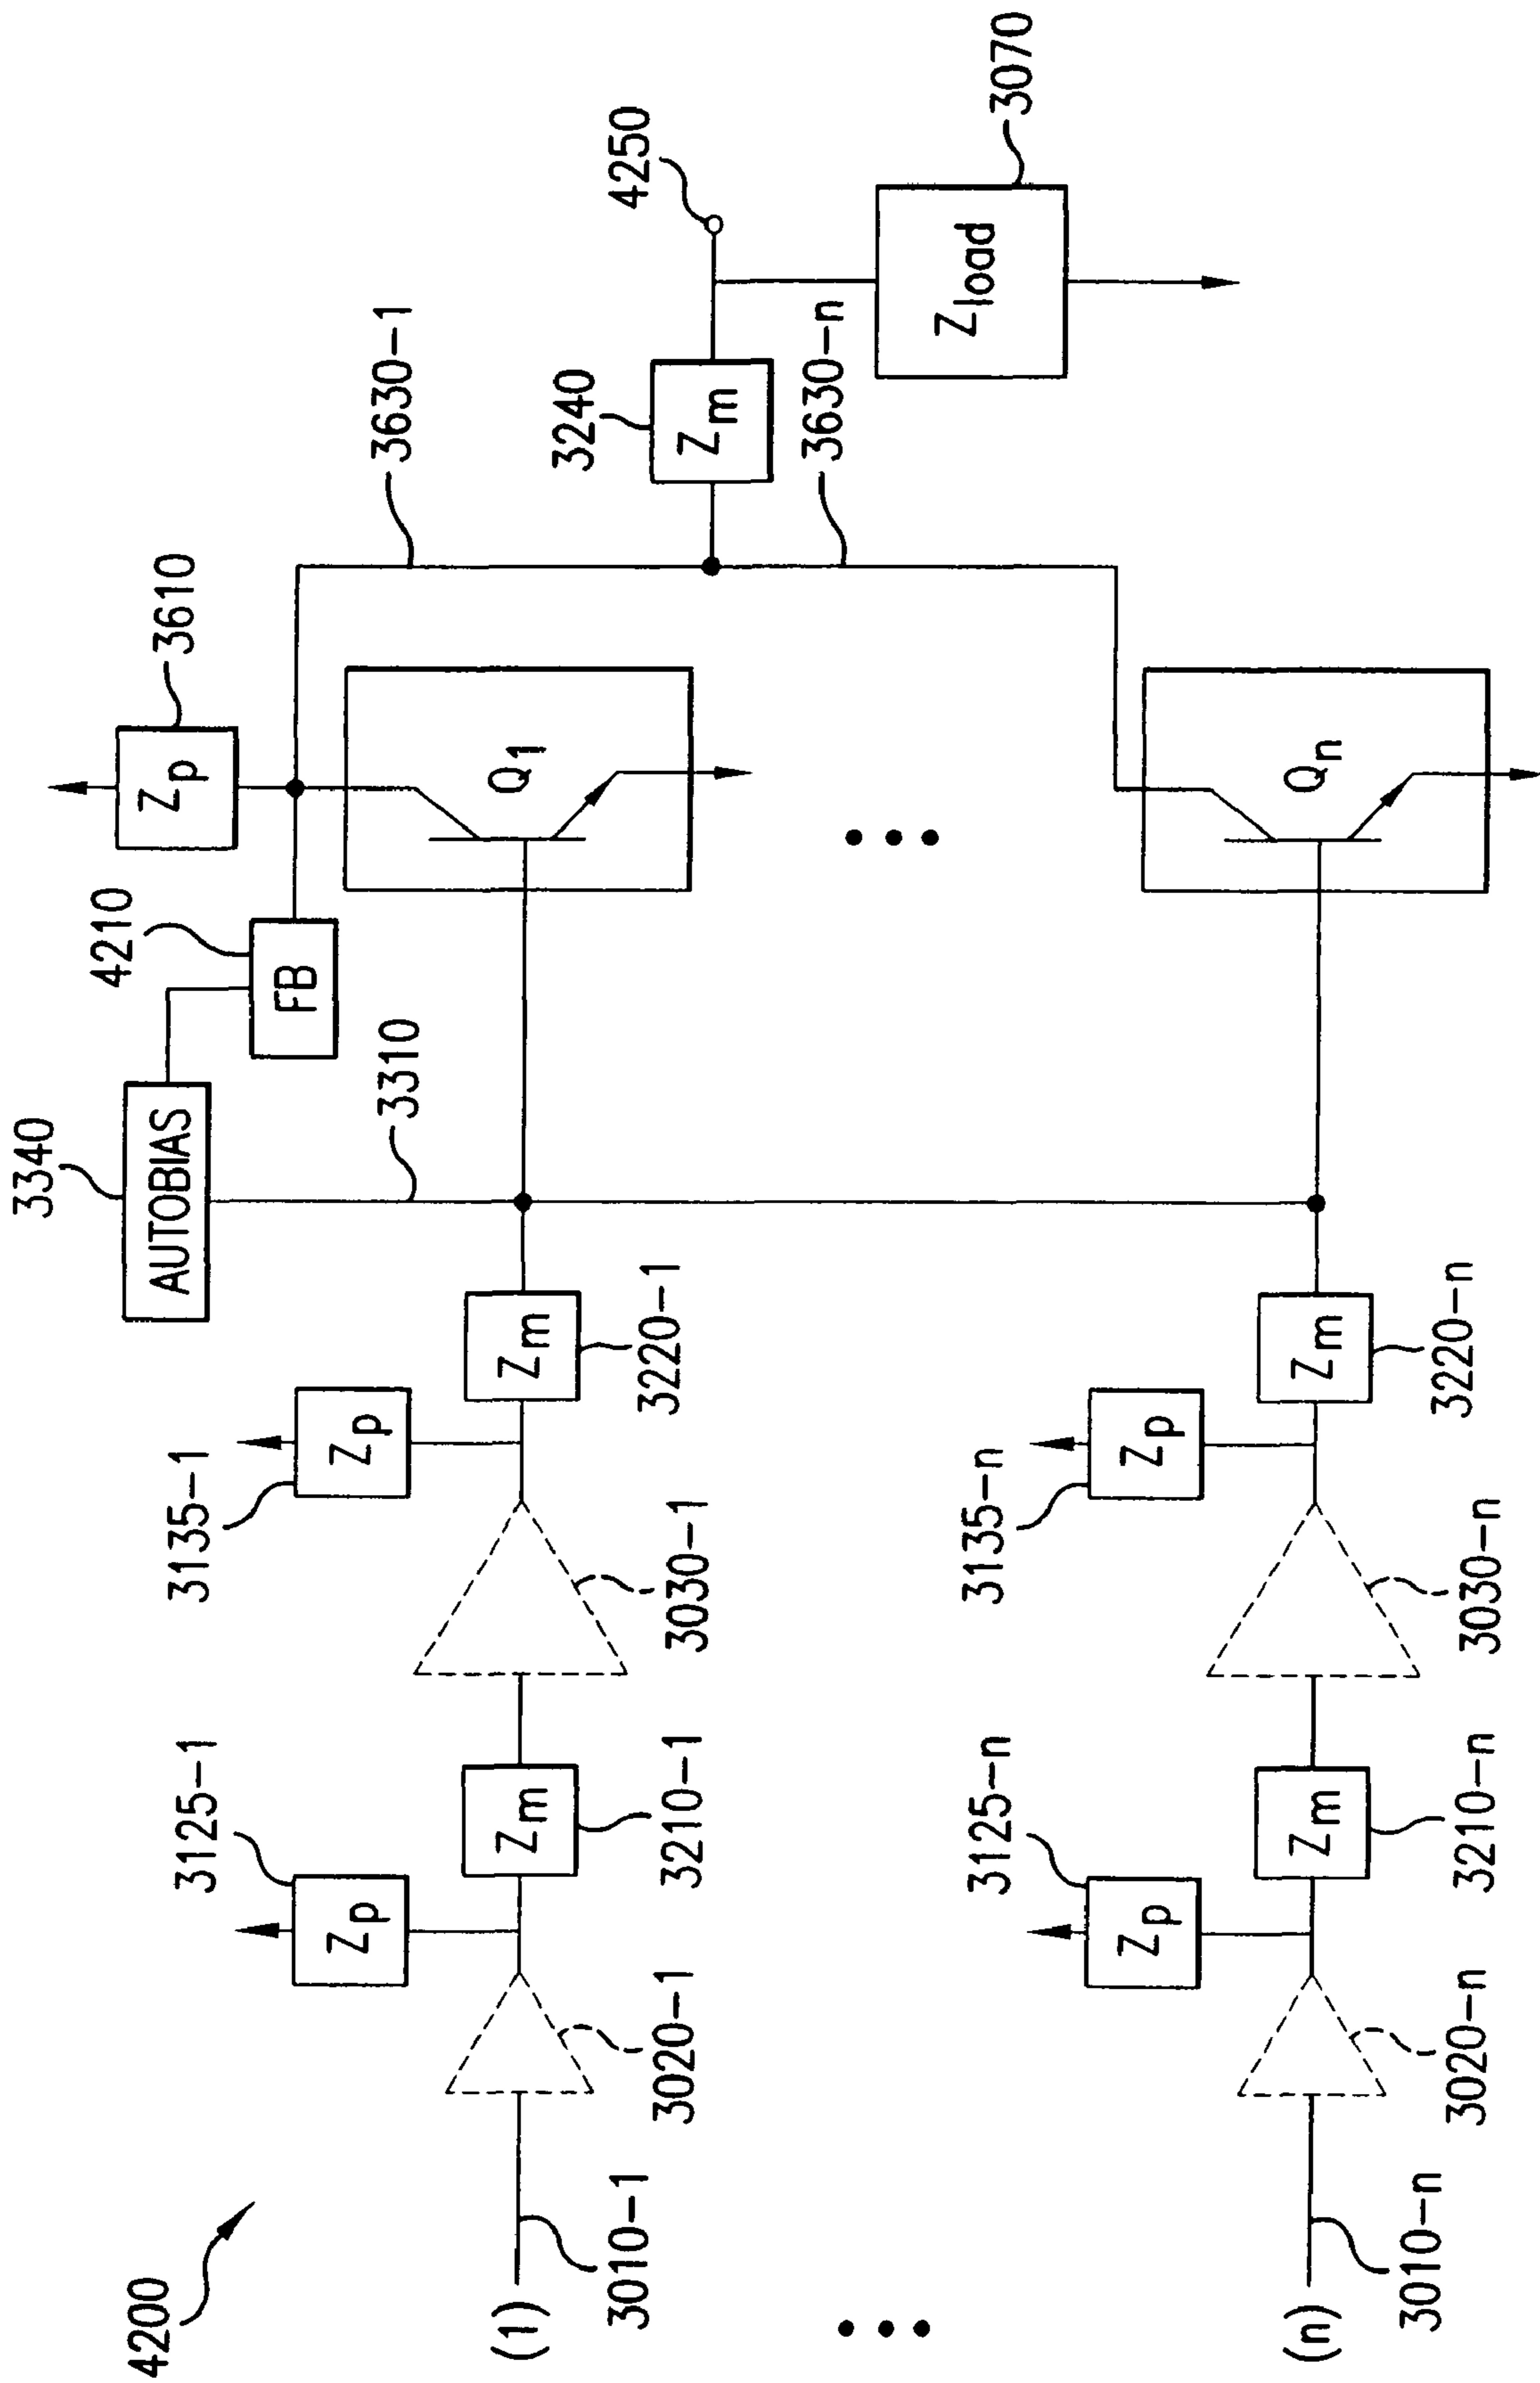 4200
3340
AUTOBIAS
4210
FB
3610
Zp
3310
3630-1
4250
3240
Zm
3630-n
3070
Zload
(1)
3010-1
3020-1
3125-1
Zp
Zm
3210-1
3030-1
3135-1
Zp
Zm
3220-1
Q1
(n)
3010-n
3020-n
3125-n
Zp
Zm
3210-n
3030-n
3135-n
Zp
Zm
3220-n
Qn